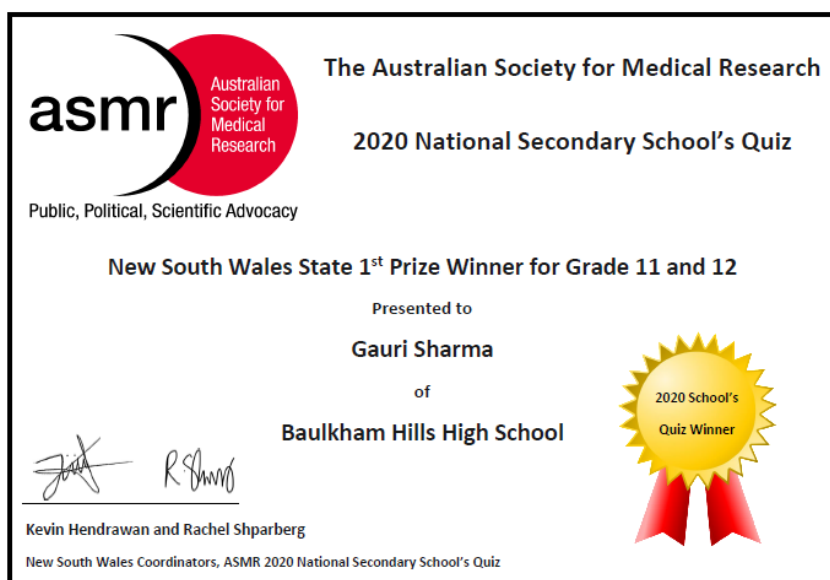 asmr
Australian
Society for
Medical
Research
Public, Political, Scientific Advocacy
The Australian Society for Medical Research
2020 National Secondary School's Quiz
New South Wales State 1st Prize Winner for Grade 11 and 12
Presented to
Gauri Sharma
of
Baulkham Hills High School
2020 School's
Quiz Winner
Kevin Hendrawan and Rachel Shparberg
New South Wales Coordinators, ASMR 2020 National Secondary School's Quiz